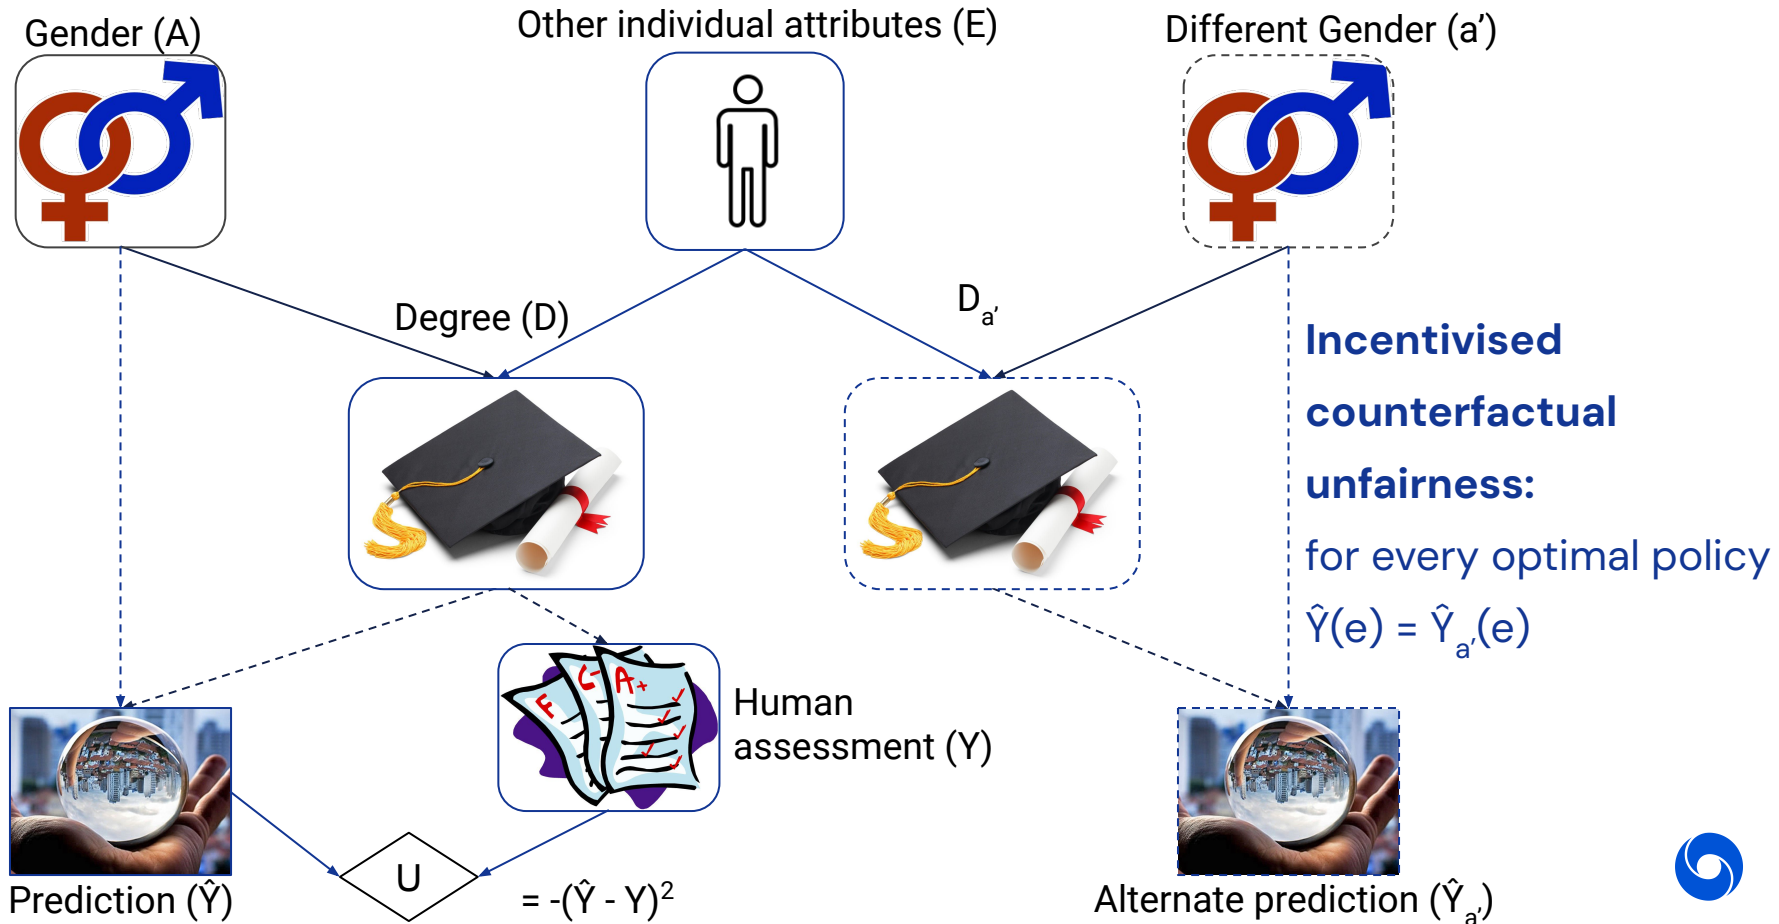 Gender (A)
Other individual attributes (E)
Different Gender (a')
Degree (D)
D
a'
Incentivised
counterfactual
unfairness:
for every optimal policy
Ŷ(e) = Ŷa'(e)
F
C-
A+
Human
assessment (Y)
U
= -(Ŷ - Y)²
Prediction (Ŷ)
Alternate prediction (Ŷa')